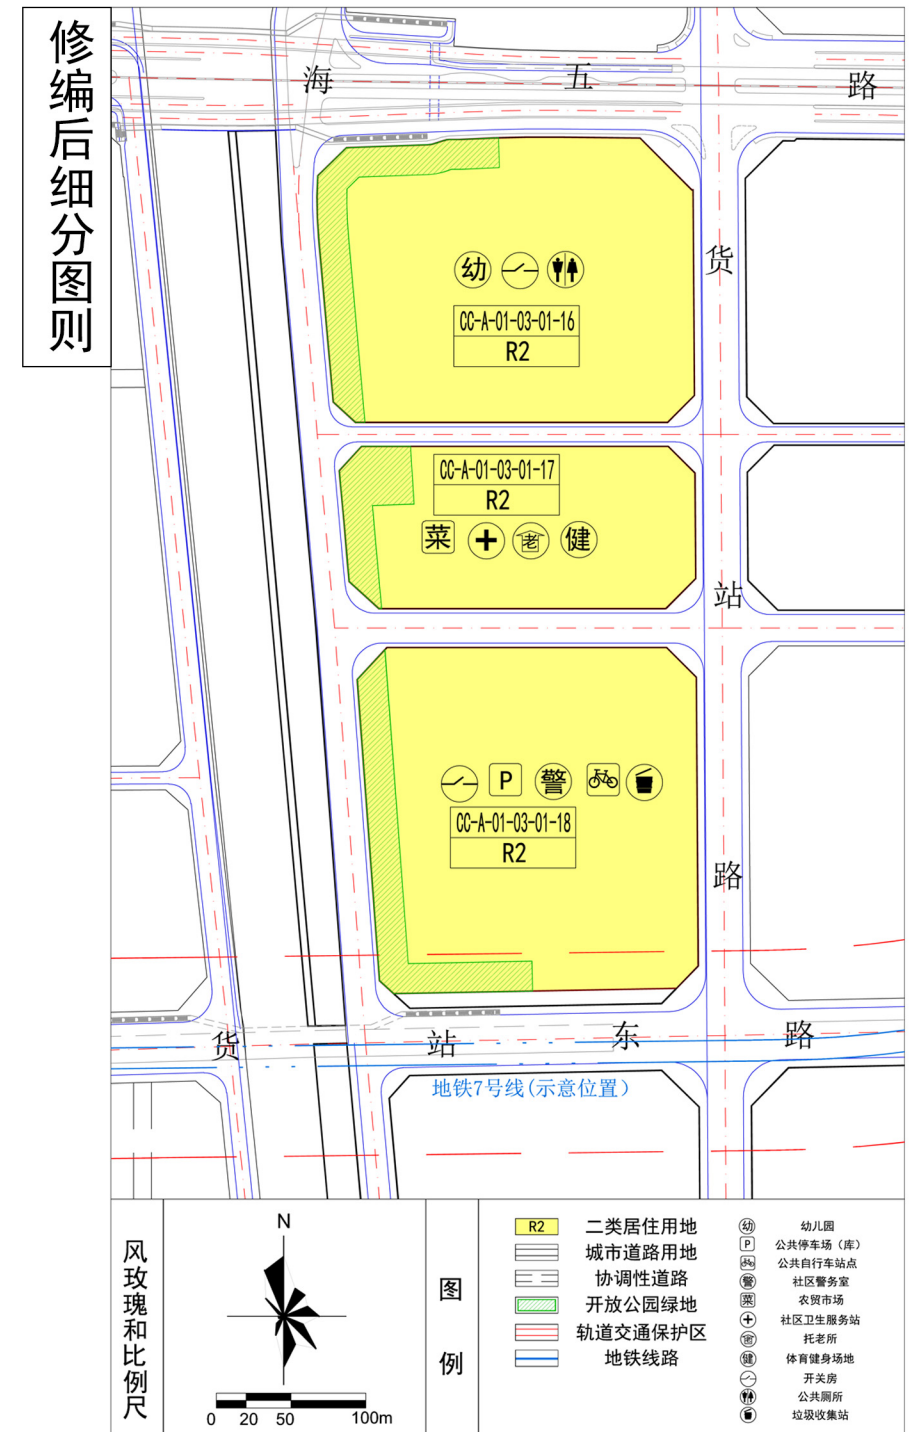 修编后细分图则
海五路
货站路
幼
CC-A-01-03-01-16
R2
CC-A-01-03-01-17
R2
菜
老
健
P
警
CC-A-01-03-01-18
R2
货站东路
地铁7号线(示意位置)
风玫瑰和比例尺
N
0 20 50 100m
图例
R2 二类居住用地
城市道路用地
协调性道路
开放公园绿地
轨道交通保护区
地铁线路
幼 幼儿园
P 公共停车场（库）
公共自行车站点
警 社区警务室
菜 农贸市场
社区卫生服务站
老 托老所
健 体育健身场地
开关房
公共厕所
垃圾收集站